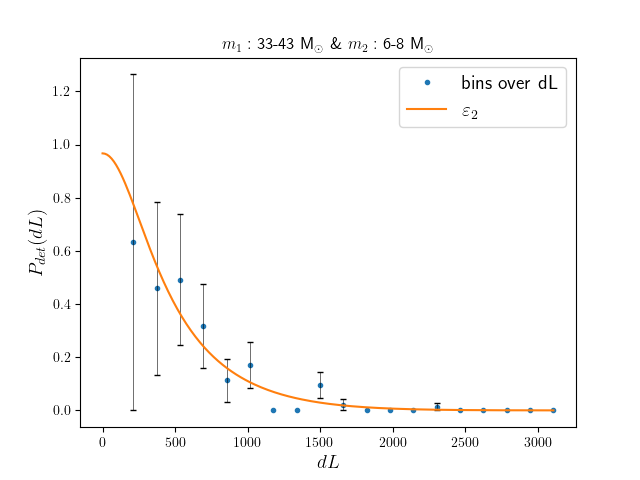 m₁ : 33-43 M⊙ & m₂ : 6-8 M⊙
bins over dL
ε₂
P_det(dL)
1.2
1.0
0.8
0.6
0.4
0.2
0.0
0 500 1000 1500 2000 2500 3000
dL